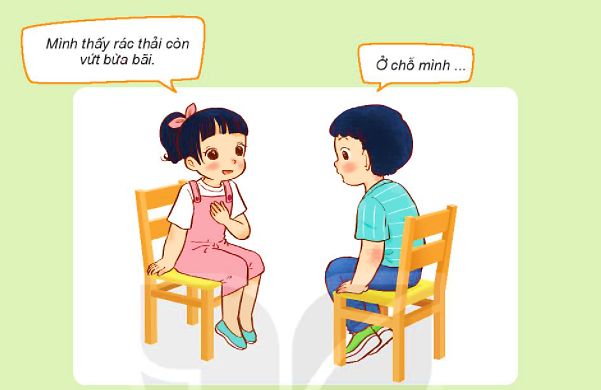 Mình thấy rác thải còn
vứt bừa bãi.
Ở chỗ mình ...